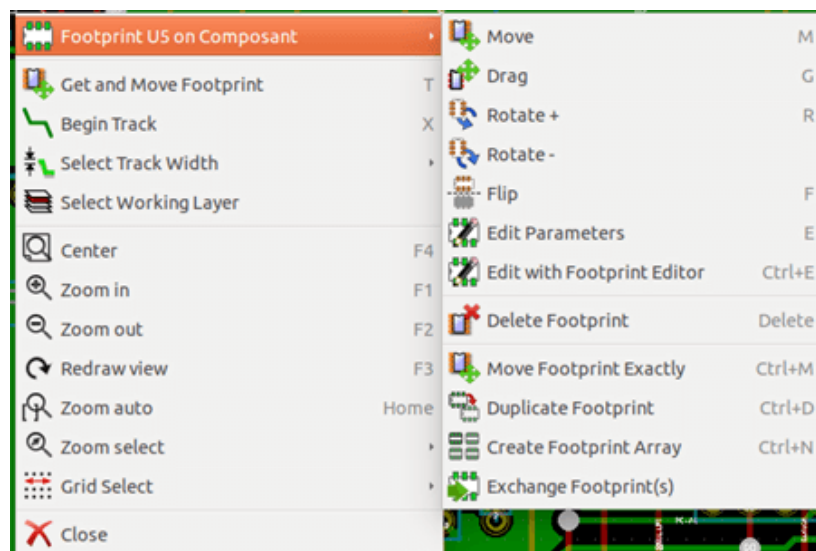 Footprint U5 on Composant
Get and Move Footprint T
Begin Track X
Select Track Width
Select Working Layer
Center F4
Zoom in F1
Zoom out F2
Redraw view F3
Zoom auto Home
Zoom select
Grid Select
Close
Move M
Drag G
Rotate + R
Rotate -
Flip F
Edit Parameters E
Edit with Footprint Editor Ctrl+E
Delete Footprint Delete
Move Footprint Exactly Ctrl+M
Duplicate Footprint Ctrl+D
Create Footprint Array Ctrl+N
Exchange Footprint(s)